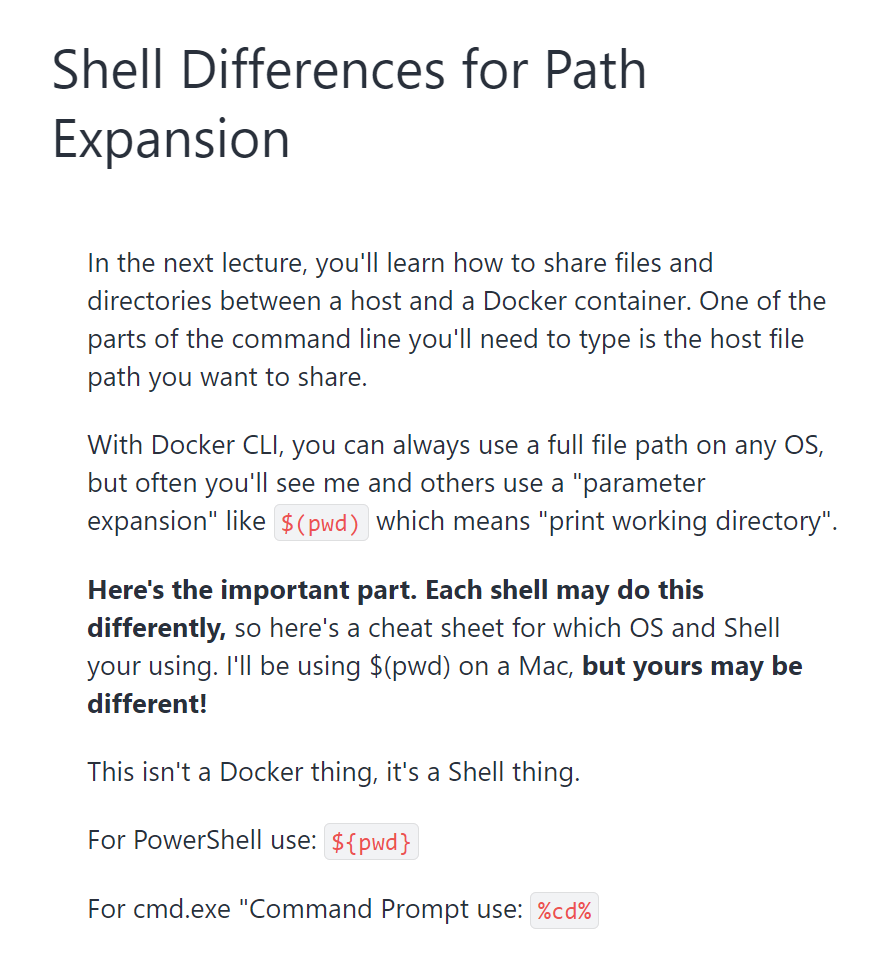 Shell Differences for Path
Expansion
In the next lecture, you'll learn how to share files and
directories between a host and a Docker container. One of the
parts of the command line you'll need to type is the host file
path you want to share.
With Docker CLI, you can always use a full file path on any OS,
but often you'll see me and others use a "parameter
expansion" like $(pwd) which means "print working directory".
Here's the important part. Each shell may do this
differently, so here's a cheat sheet for which OS and Shell
your using. I'll be using $(pwd) on a Mac, but yours may be
different!
This isn't a Docker thing, it's a Shell thing.
For PowerShell use: ${pwd}
For cmd.exe "Command Prompt use: %cd%